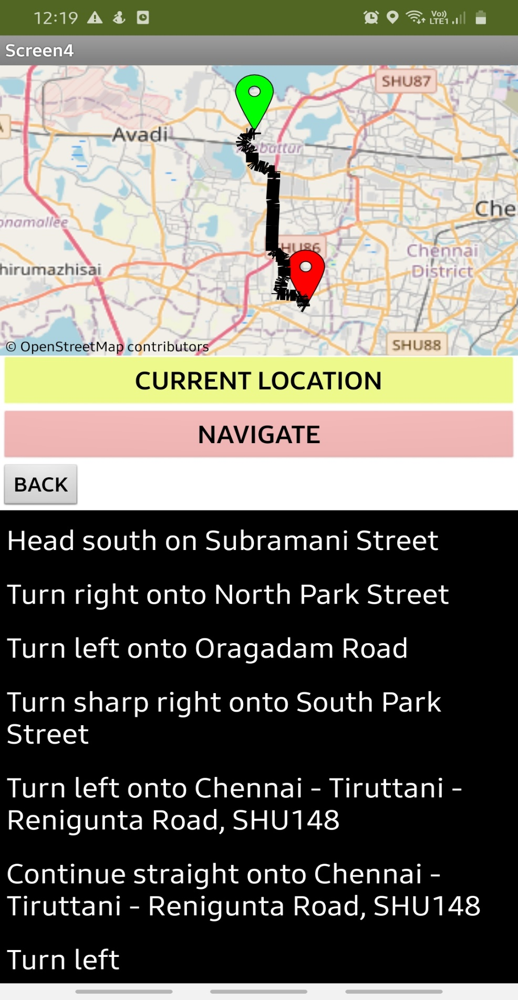 12:19
Vo))
LTE1
Screen4
SHU87
Avadi
Che
hirumazhisai
Chennai
District
SHU88
© OpenStreetMap contributors
CURRENT LOCATION
NAVIGATE
BACK
Head south on Subramani Street
Turn right onto North Park Street
Turn left onto Oragadam Road
Turn sharp right onto South Park
Street
Turn left onto Chennai - Tiruttani -
Renigunta Road, SHU148
Continue straight onto Chennai -
Tiruttani - Renigunta Road, SHU148
Turn left